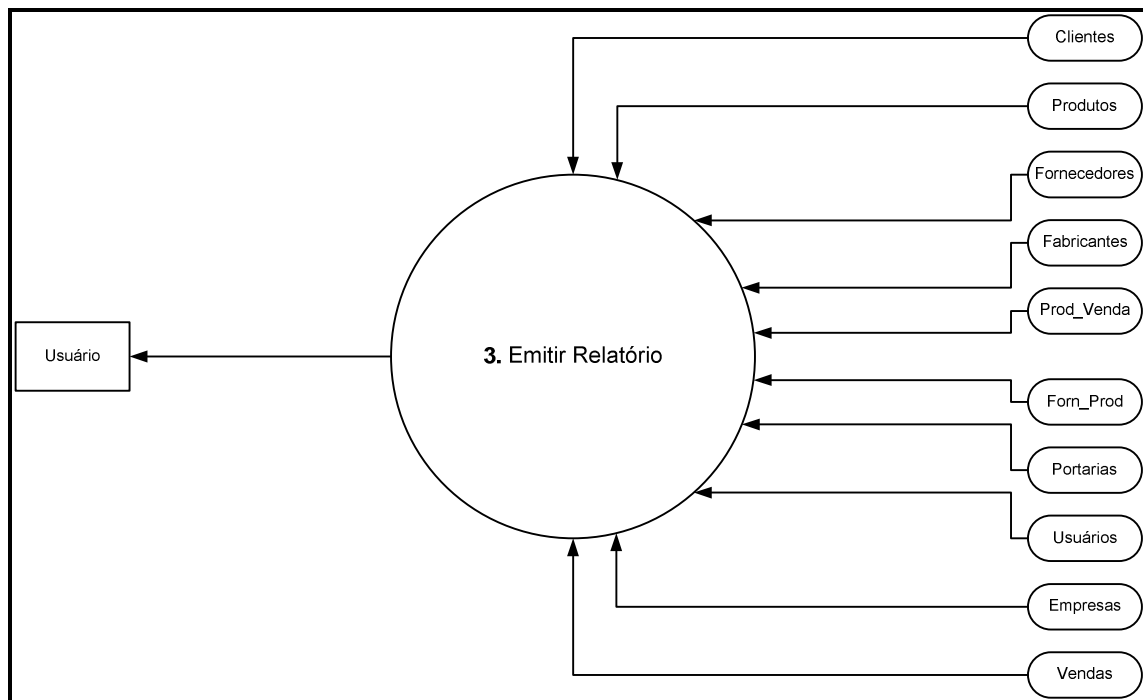 Clientes
Produtos
Fornecedores
Fabricantes
Prod_Venda
Usuário
3. Emitir Relatório
Forn_Prod
Portarias
Usuários
Empresas
Vendas